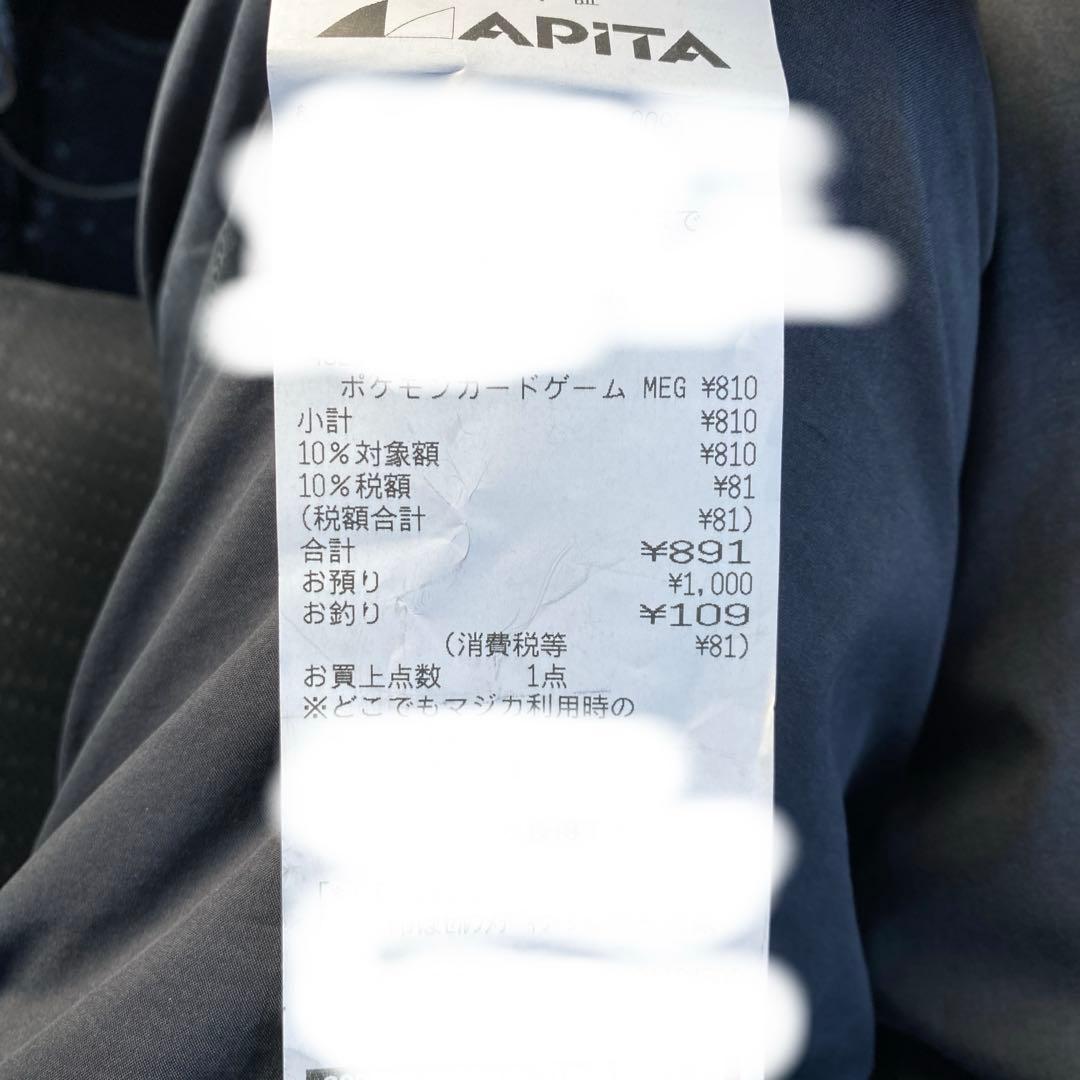 APiTA
ポケモンカードゲーム MEG ¥810
小計 ¥810
10%対象額 ¥810
10%税額 ¥81
(税額合計 ¥81)
合計 ¥891
お預り ¥1,000
お釣り ¥109
(消費税等 ¥81)
お買上点数 1点
※どこでもマジカ利用時の